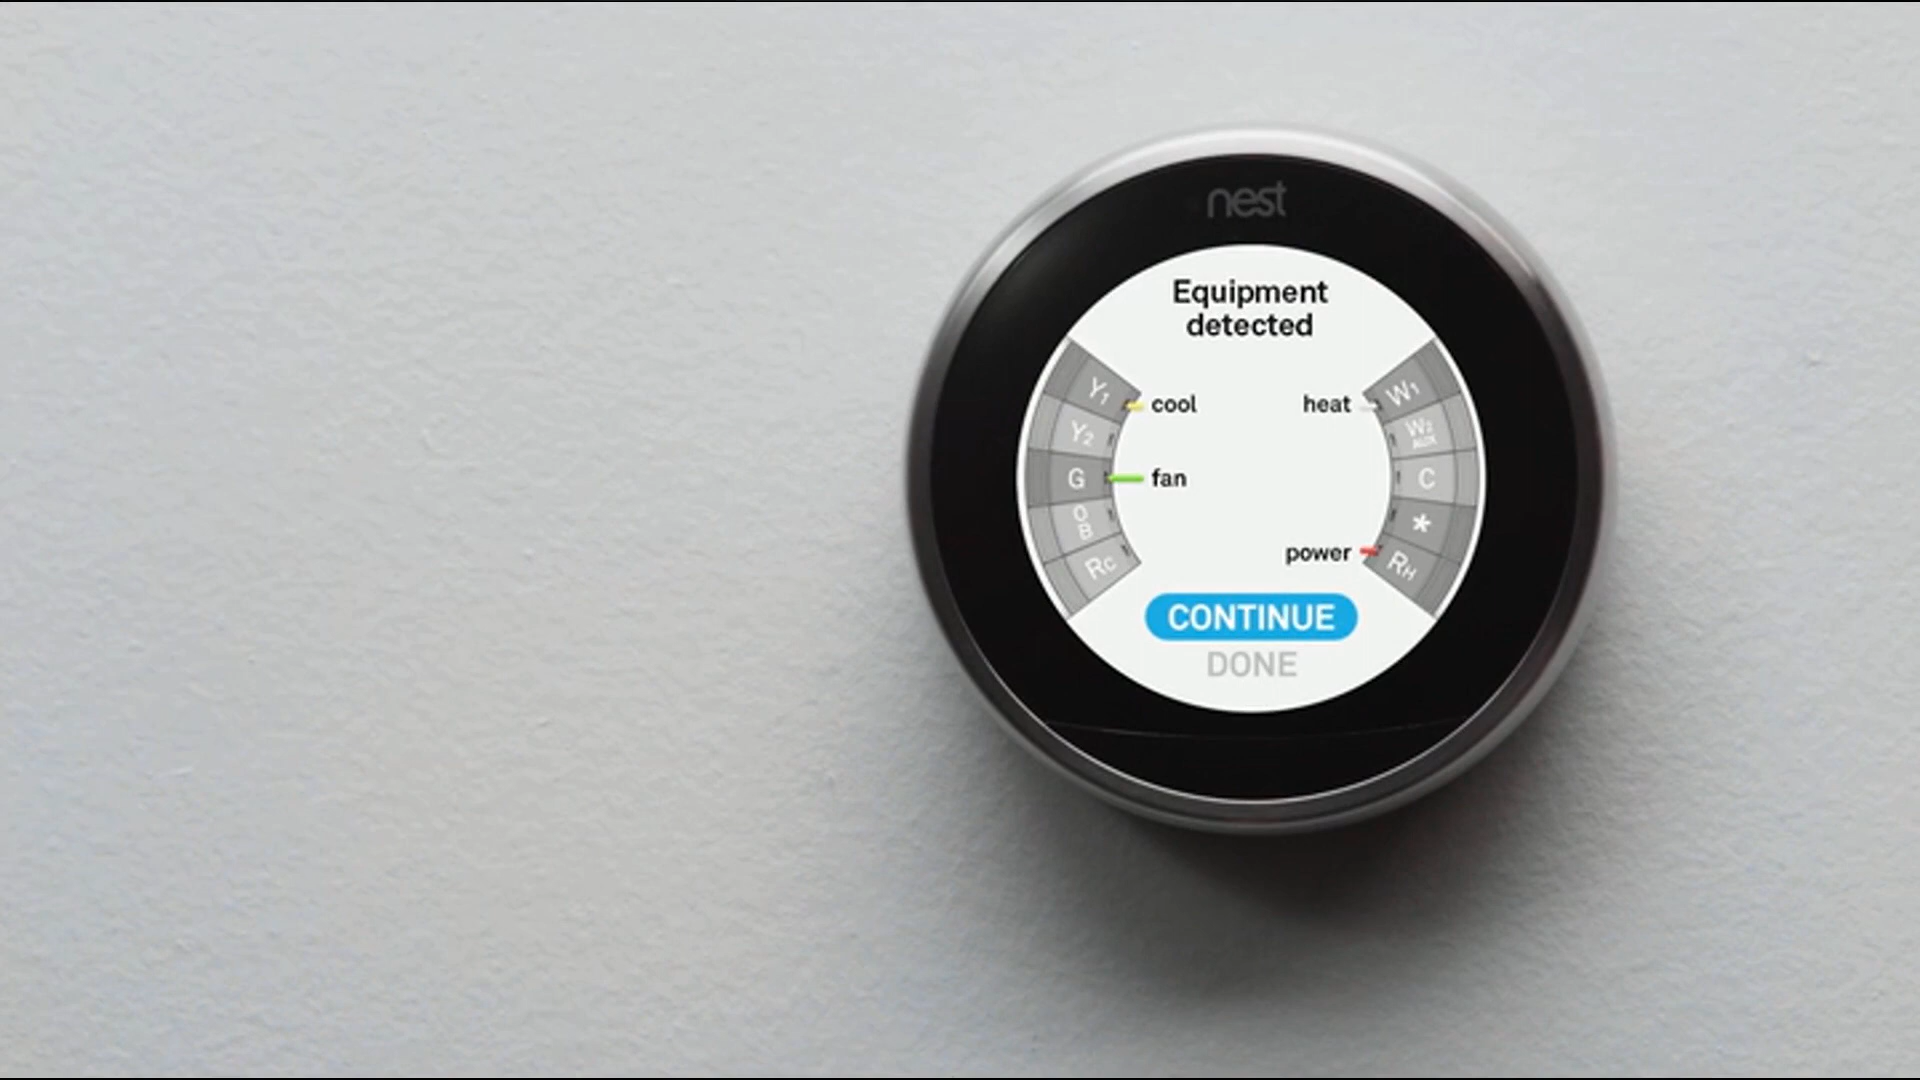 nest
Equipment
detected
Y1
cool
heat
W1
Y2
W2
AUX
G
fan
C
O
B
*
Rc
power
RH
CONTINUE
DONE